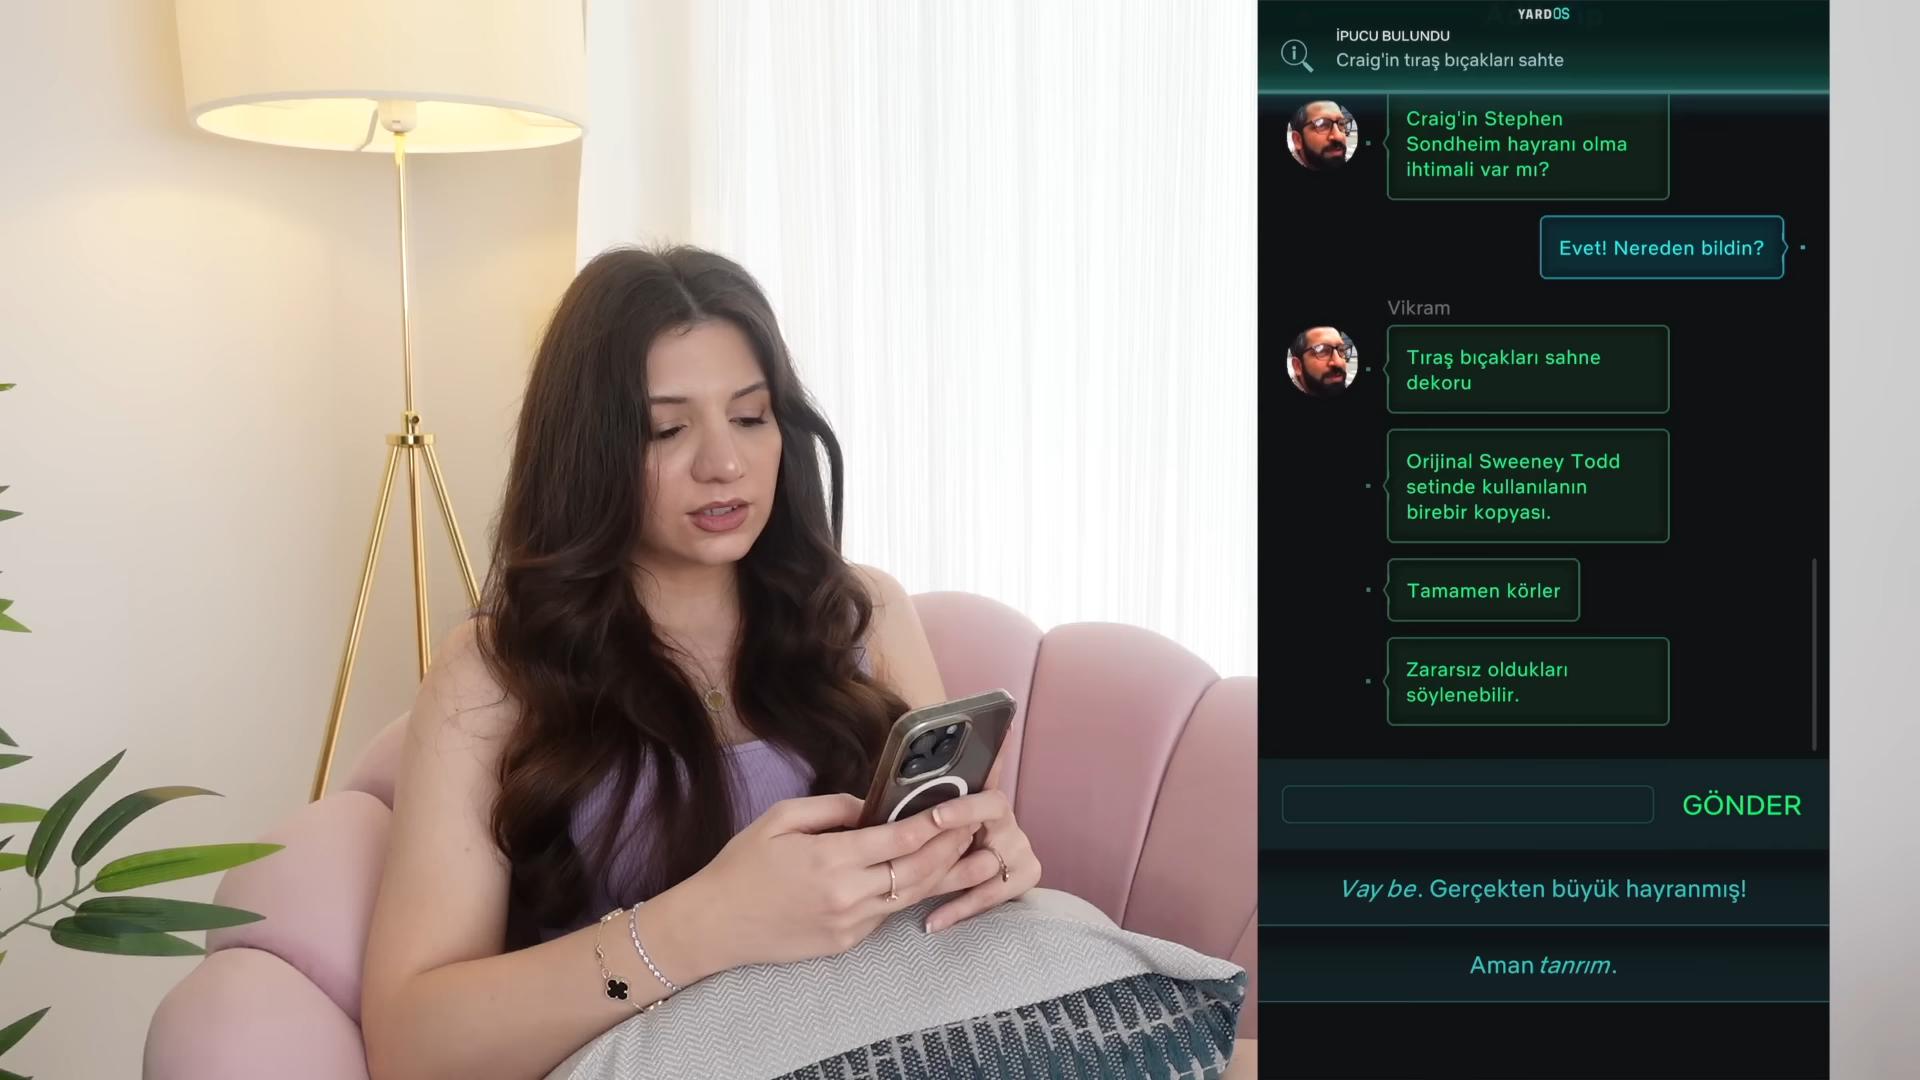 YARDOS
İPUCU BULUNDU
Craig'in tıraş bıçakları sahte
Craig'in Stephen
Sondheim hayranı olma
ihtimali var mı?
Evet! Nereden bildin?
Vikram
Tıraş bıçakları sahne
dekoru
Orijinal Sweeney Todd
setinde kullanılanın
birebir kopyası.
Tamamen körler
Zararsız oldukları
söylenebilir.
GÖNDER
Vay be. Gerçekten büyük hayranmış!
Aman tanrım.